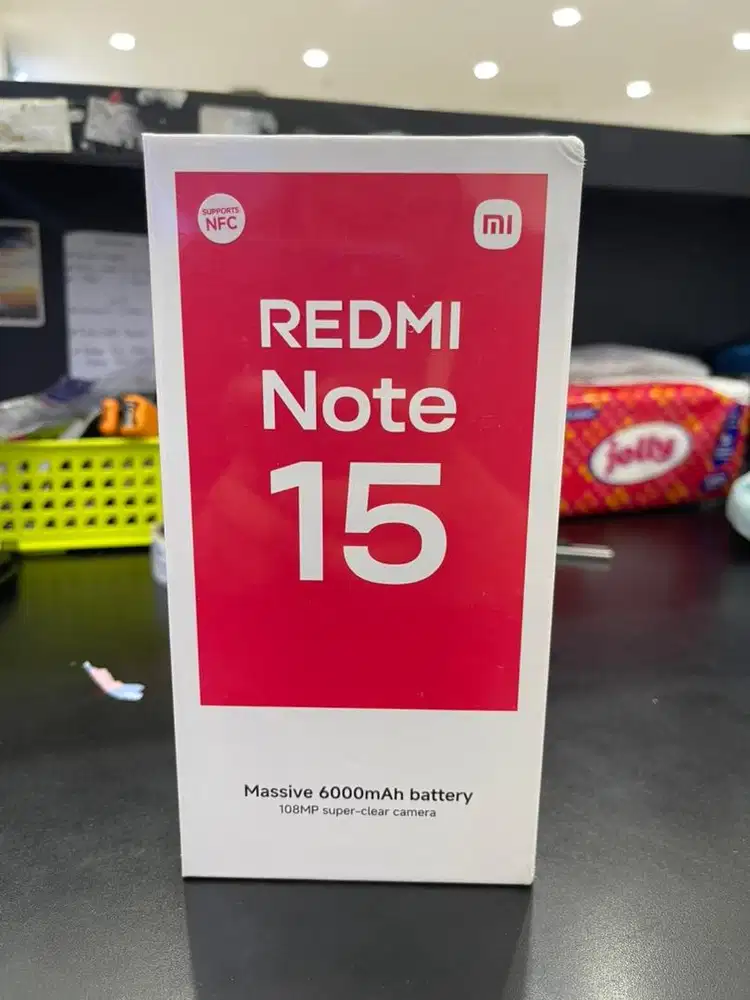 SUPPORTS
NFC
mi
REDMI
Note
15
jolly
Massive 6000mAh battery
108MP super-clear camera